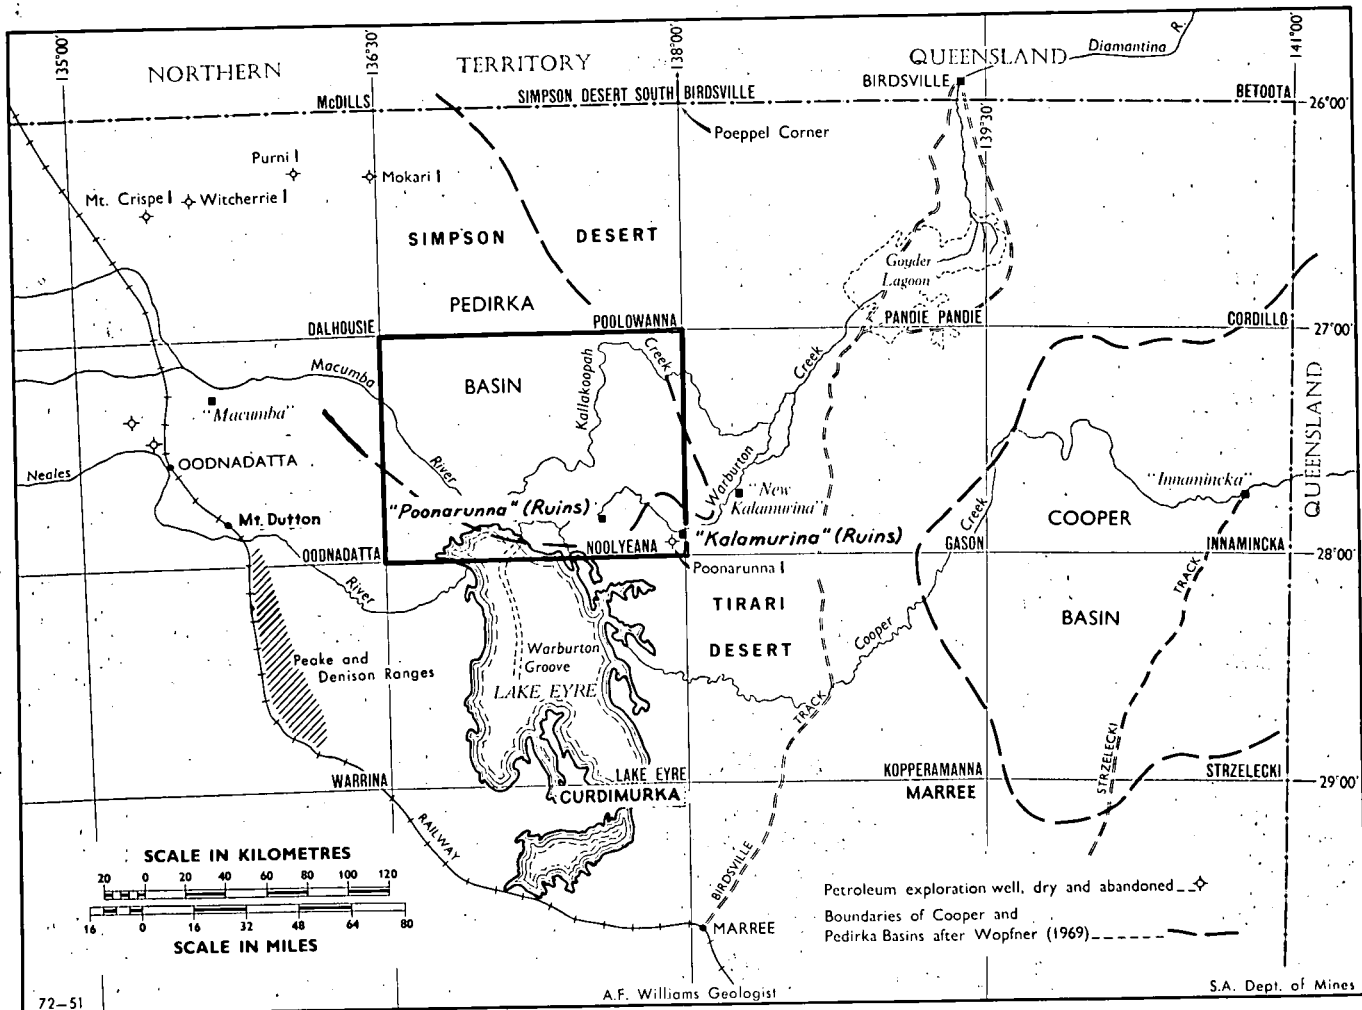 135°00'
136°30'
138°00'
139°30'
141°00'
NORTHERN TERRITORY
QUEENSLAND
Diamantina R.
BIRDSVILLE
McDILLS
SIMPSON DESERT SOUTH
BIRDSVILLE
BETOOTA
26°00'
Poeppel Corner
Purni 1
Mokari 1
Mt. Crispe 1
Witcherrie 1
SIMPSON DESERT
Goyder
Lagoon
PEDIRKA
DALHOUSIE
POOLOWANNA
PANDIE PANDIE
CORDILLO
27°00'
Macumba
River
BASIN
Kallakoopah
Creek
Creek
"Macumba"
QUEENSLAND
Neales
River
OODNADATTA
Warburton
"New
Kalamurina"
"Innamincka"
"Poonarunna" (Ruins)
Mt. Dutton
COOPER
Creek
"Kalamurina" (Ruins)
OODNADATTA
NOOLYEANA
GASON
INNAMINCKA
28°00'
Poonarunna 1
TIRARI
DESERT
TRACK
BASIN
Cooper
Warburton
Groove
Peake and
Denison Ranges
LAKE EYRE
TRACK
STRZELECKI
WARRINA
LAKE EYRE
CURDIMURKA
KOPPERAMANNA
MARREE
STRZELECKI
29°00'
RAILWAY
BIRDSVILLE
SCALE IN KILOMETRES
20 0 20 40 60 80 100 120
16 0 16 32 48 64 80
SCALE IN MILES
MARREE
Petroleum exploration well, dry and abandoned
Boundaries of Cooper and
Pedirka Basins after Wopfner (1969)
72-51
A.F. Williams Geologist
S.A. Dept. of Mines